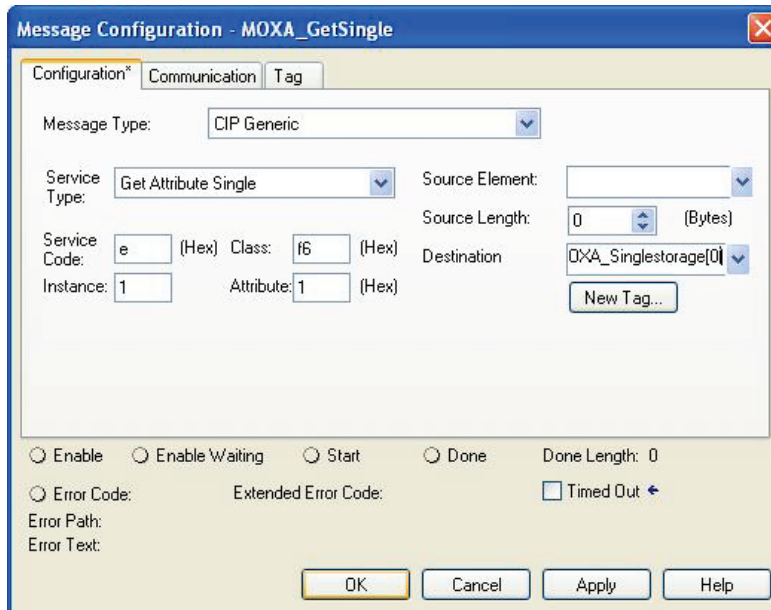 Message Configuration - MOXA_GetSingle
Configuration* Communication Tag
Message Type: CIP Generic
Service Type: Get Attribute Single
Source Element:
Source Length: 0 (Bytes)
Service Code: e (Hex) Class: f6 (Hex)
Destination OXA_Singlestorage[0]
Instance: 1 Attribute: 1 (Hex)
New Tag...
Enable Enable Waiting Start Done Done Length: 0
Error Code: Extended Error Code: Timed Out
Error Path:
Error Text:
OK Cancel Apply Help